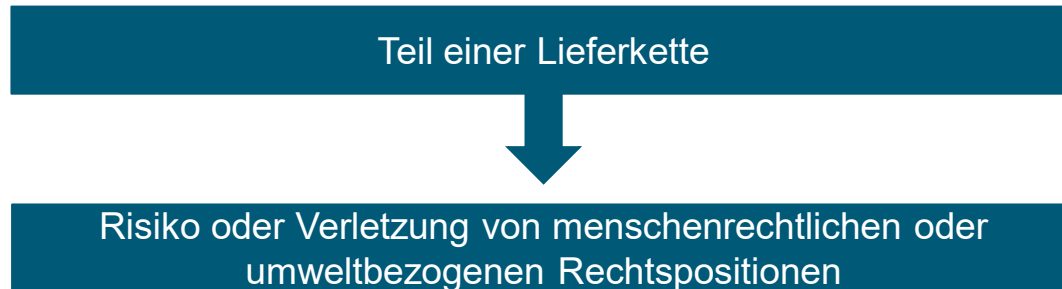 Teil einer Lieferkette
Risiko oder Verletzung von menschenrechtlichen oder
umweltbezogenen Rechtspositionen